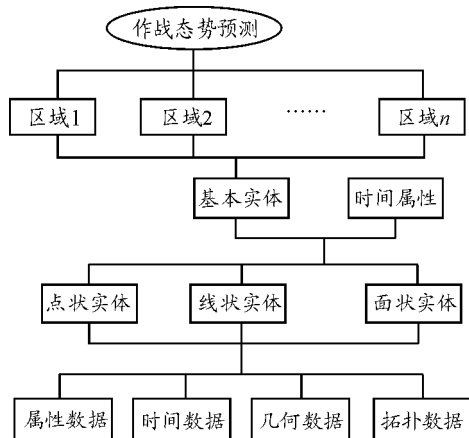 作战态势预测
区域1 区域2 …… 区域n
基本实体 时间属性
点状实体 线状实体 面状实体
属性数据 时间数据 几何数据 拓扑数据